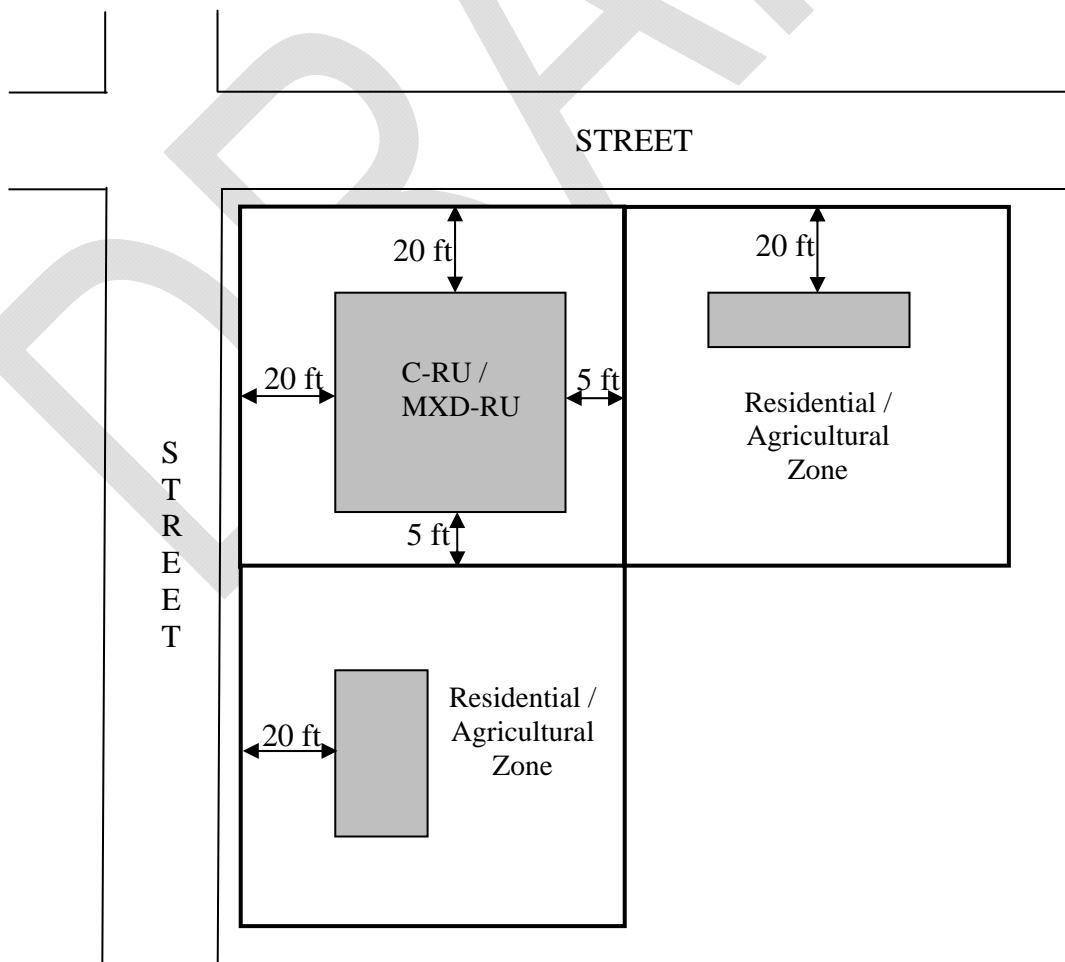 STREET
20 ft
20 ft
20 ft
C-RU /
MXD-RU
5 ft
Residential /
Agricultural
Zone
S
T
R
E
E
T
5 ft
20 ft
Residential /
Agricultural
Zone